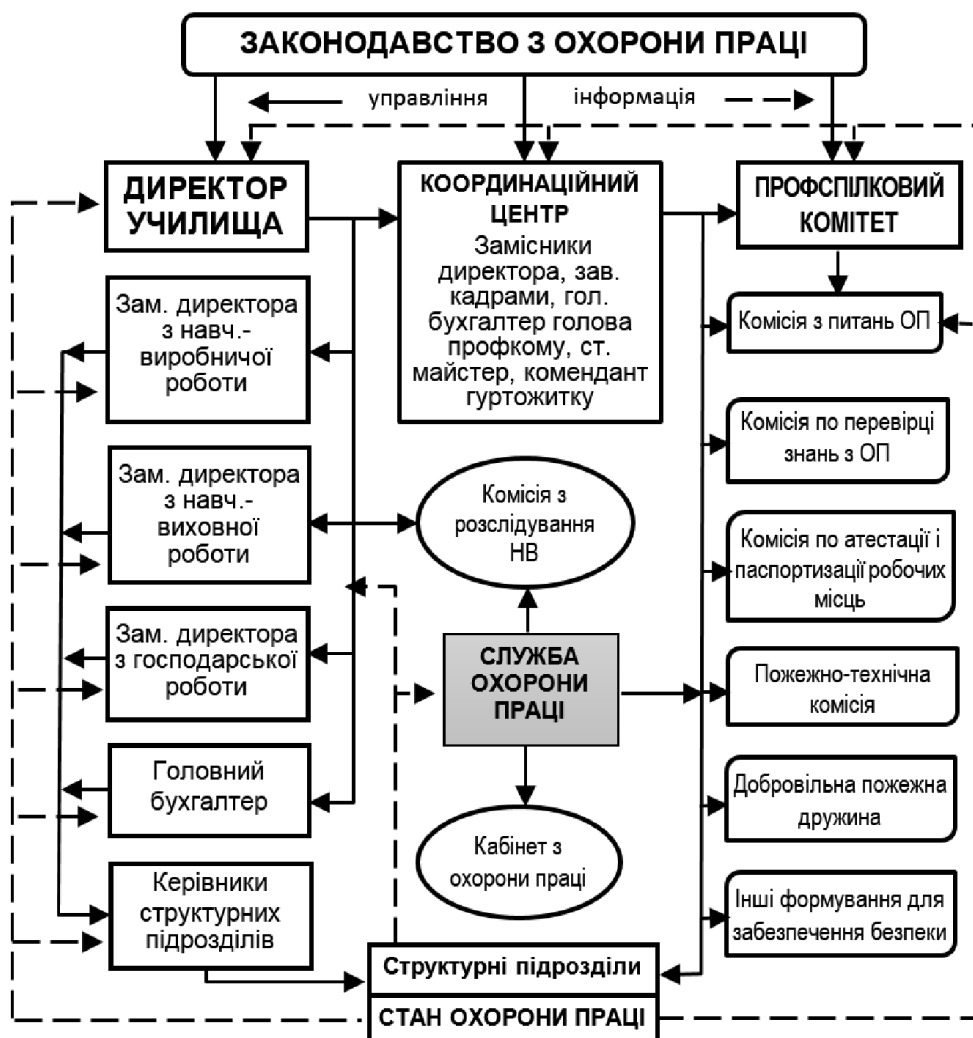 ЗАКОНОДАВСТВО З ОХОРОНИ ПРАЦІ
управління
інформація
ДИРЕКТОР
УЧИЛИЩА
КООРДИНАЦІЙНИЙ
ЦЕНТР
Замісники
директора, зав.
кадрами, гол.
бухгалтер голова
профкому, ст.
майстер, комендант
гуртожитку
ПРОФСПІЛКОВИЙ
КОМІТЕТ
Зам. директора
з навч.-
виробничої
роботи
Комісія з питань ОП
Комісія по перевірці
знань з ОП
Зам. директора
з навч.-
виховної
роботи
Комісія з
розслідування
НВ
Комісія по атестації і
паспортизації робочих
місць
Зам. директора
з господарської
роботи
СЛУЖБА
ОХОРОНИ
ПРАЦІ
Пожежно-технічна
комісія
Головний
бухгалтер
Кабінет з
охорони праці
Добровільна пожежна
дружина
Керівники
структурних
підрозділів
Інші формування для
забезпечення безпеки
Структурні підрозділи
СТАН ОХОРОНИ ПРАЦІ